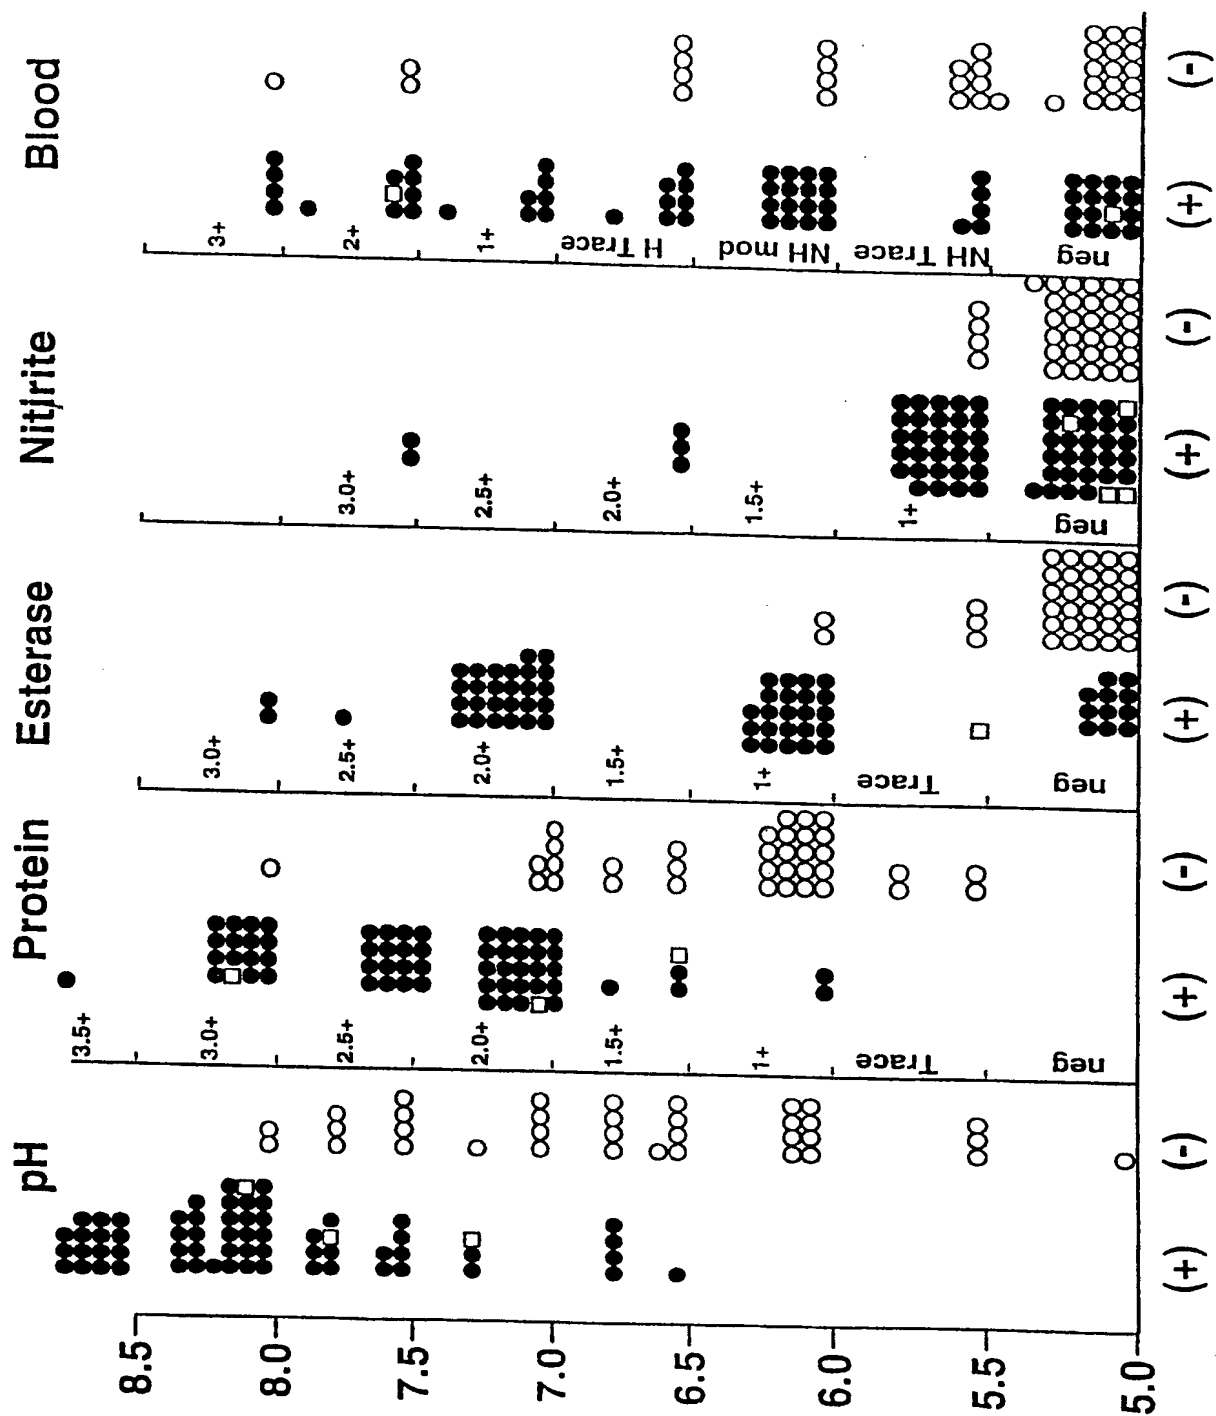 pH
Protein
Esterase
Nitrite
Blood
8.5
8.0
7.5
7.0
6.5
6.0
5.5
5.0
3.5+
3.0+
2.5+
2.0+
1.5+
1+
Trace
neg
3.0+
2.5+
2.0+
1.5+
1+
Trace
neg
3.0+
2.5+
2.0+
1.5+
1+
neg
3+
2+
1+
H Trace
NH mod
NH Trace
neg
(+) (-) (+) (-) (+) (-) (+) (-) (+) (-)